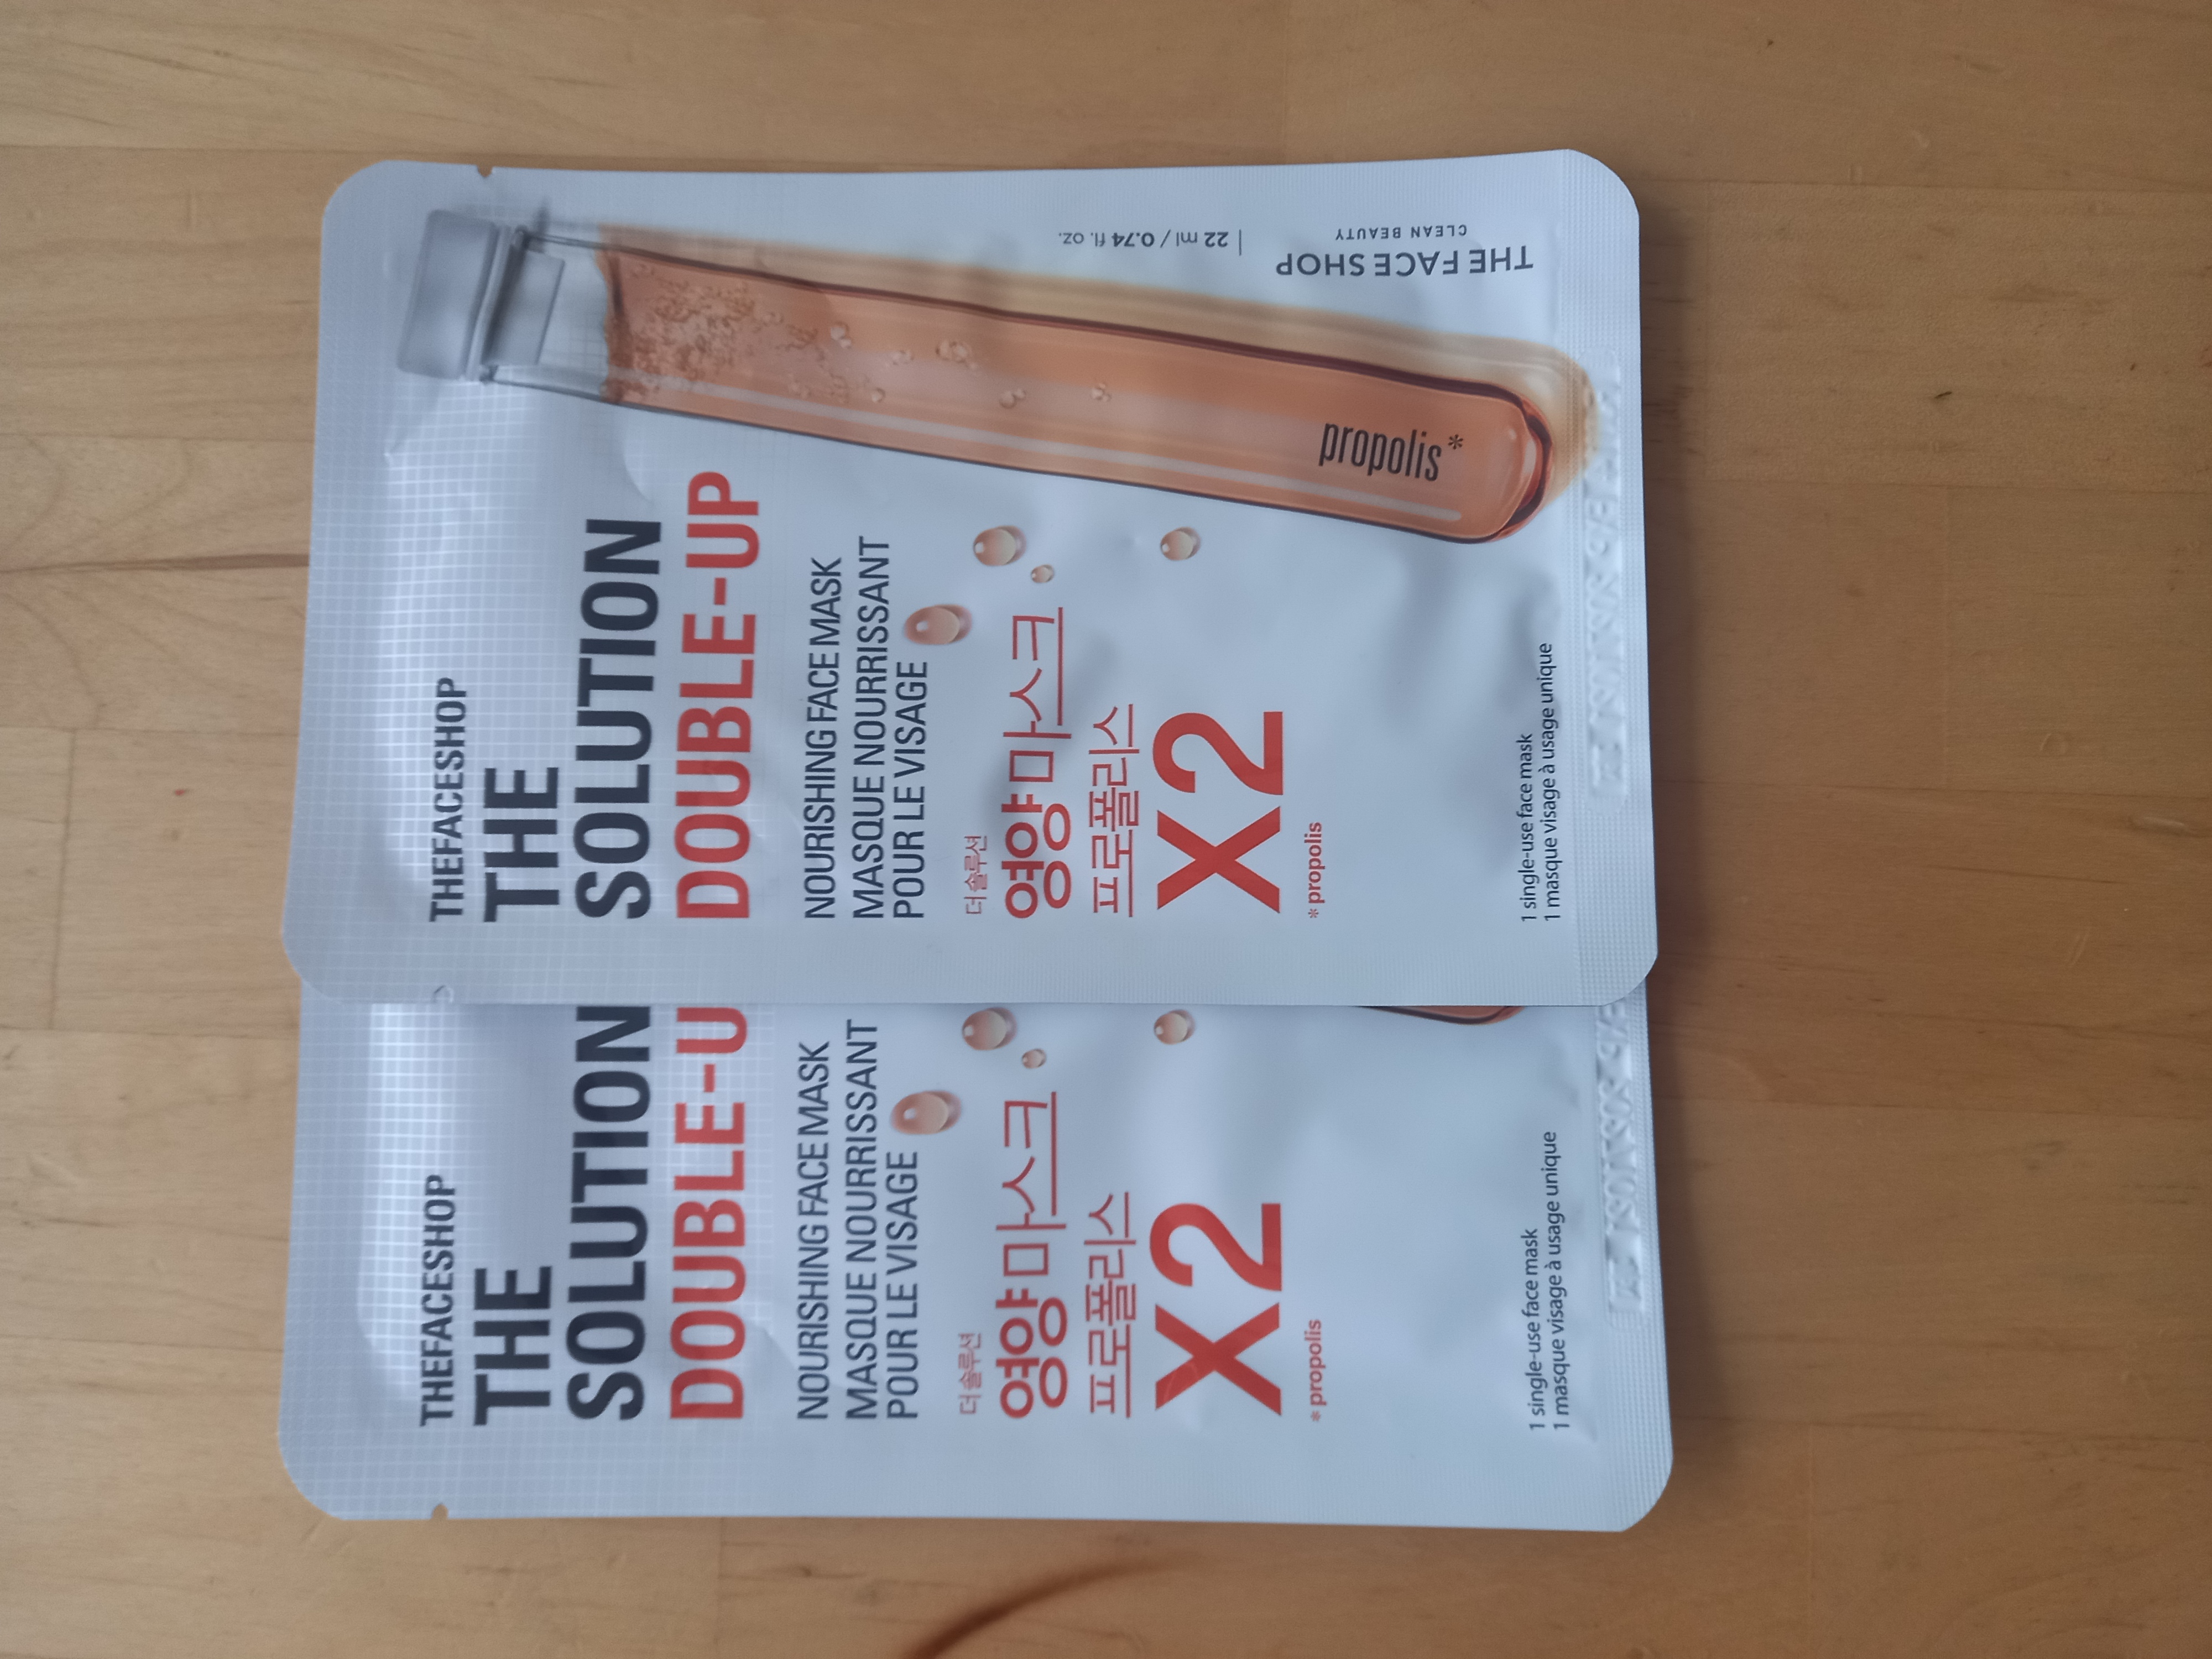 THEFACESHOP
THE
SOLUTION
DOUBLE-UP
NOURISHING FACE MASK
MASQUE NOURRISSANT
POUR LE VISAGE
더 솔루션
영양 마스크
프로폴리스
X2
*propolis
1 single-use face mask
1 masque visage à usage unique
propolis*
22 ml / 0.74 fl. oz.
THE FACE SHOP
CLEAN BEAUTY
THEFACESHOP
THE
SOLUTION
DOUBLE-U
NOURISHING FACE MASK
MASQUE NOURRISSANT
POUR LE VISAGE
더 솔루션
영양 마스크
프로폴리스
X2
*propolis
1 single-use face mask
1 masque visage à usage unique